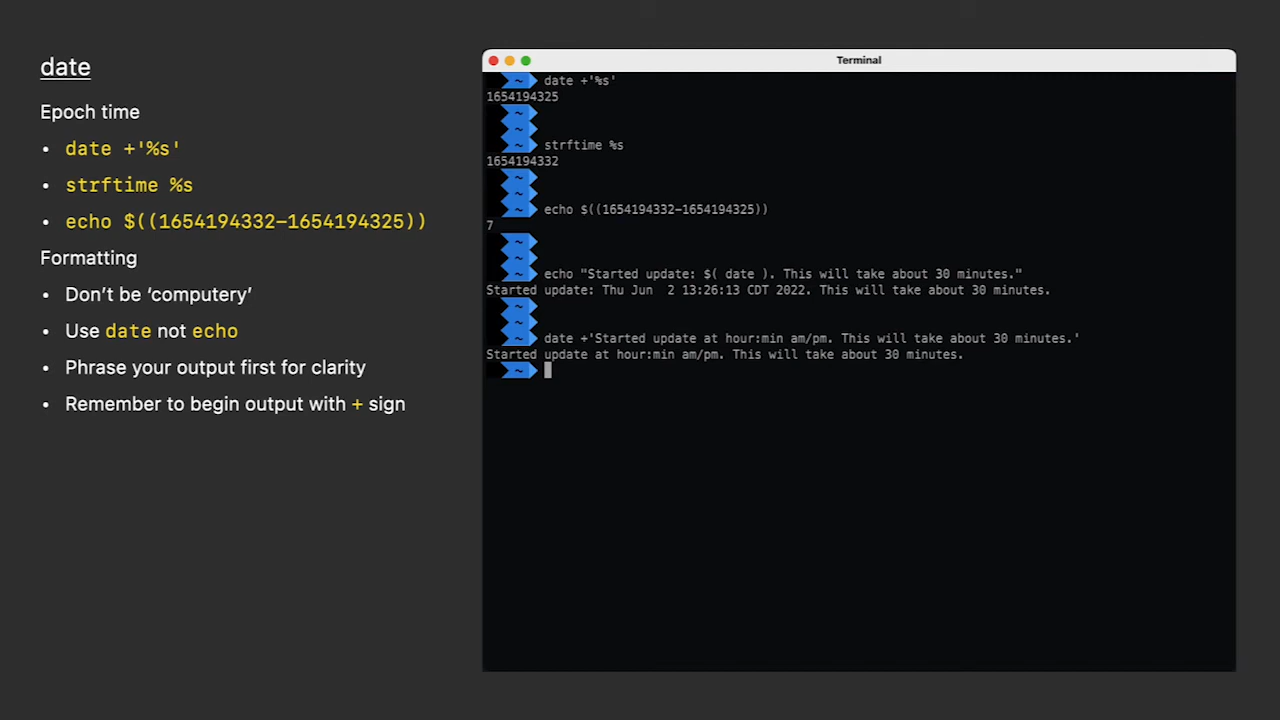 date
Epoch time
• date +'%s'
• strftime %s
• echo $((1654194332-1654194325))
Formatting
• Don’t be ‘computery’
• Use date not echo
• Phrase your output first for clarity
• Remember to begin output with + sign
Terminal
~ date +'%s'
1654194325
~
~
~ strftime %s
1654194332
~
~
~ echo $((1654194332-1654194325))
7
~
~
~ echo "Started update: $( date ). This will take about 30 minutes."
Started update: Thu Jun  2 13:26:13 CDT 2022. This will take about 30 minutes.
~
~
~ date +'Started update at hour:min am/pm. This will take about 30 minutes.'
Started update at hour:min am/pm. This will take about 30 minutes.
~